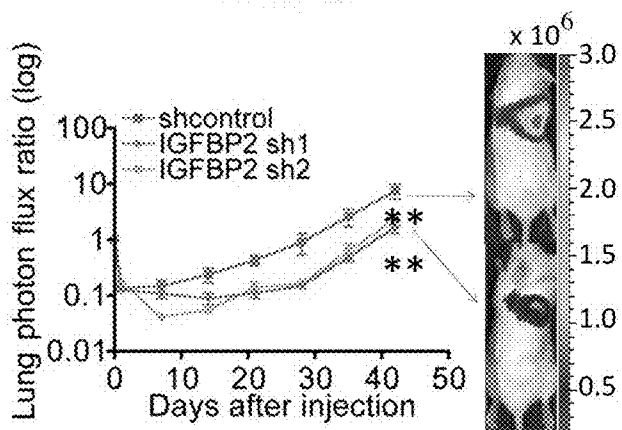 Lung photon flux ratio (log)
shcontrol
IGFBP2 sh1
IGFBP2 sh2
100
10
1
0.1
0.01
**
**
0 10 20 30 40 50
Days after injection
x 10⁶
3.0
2.5
2.0
1.5
1.0
0.5